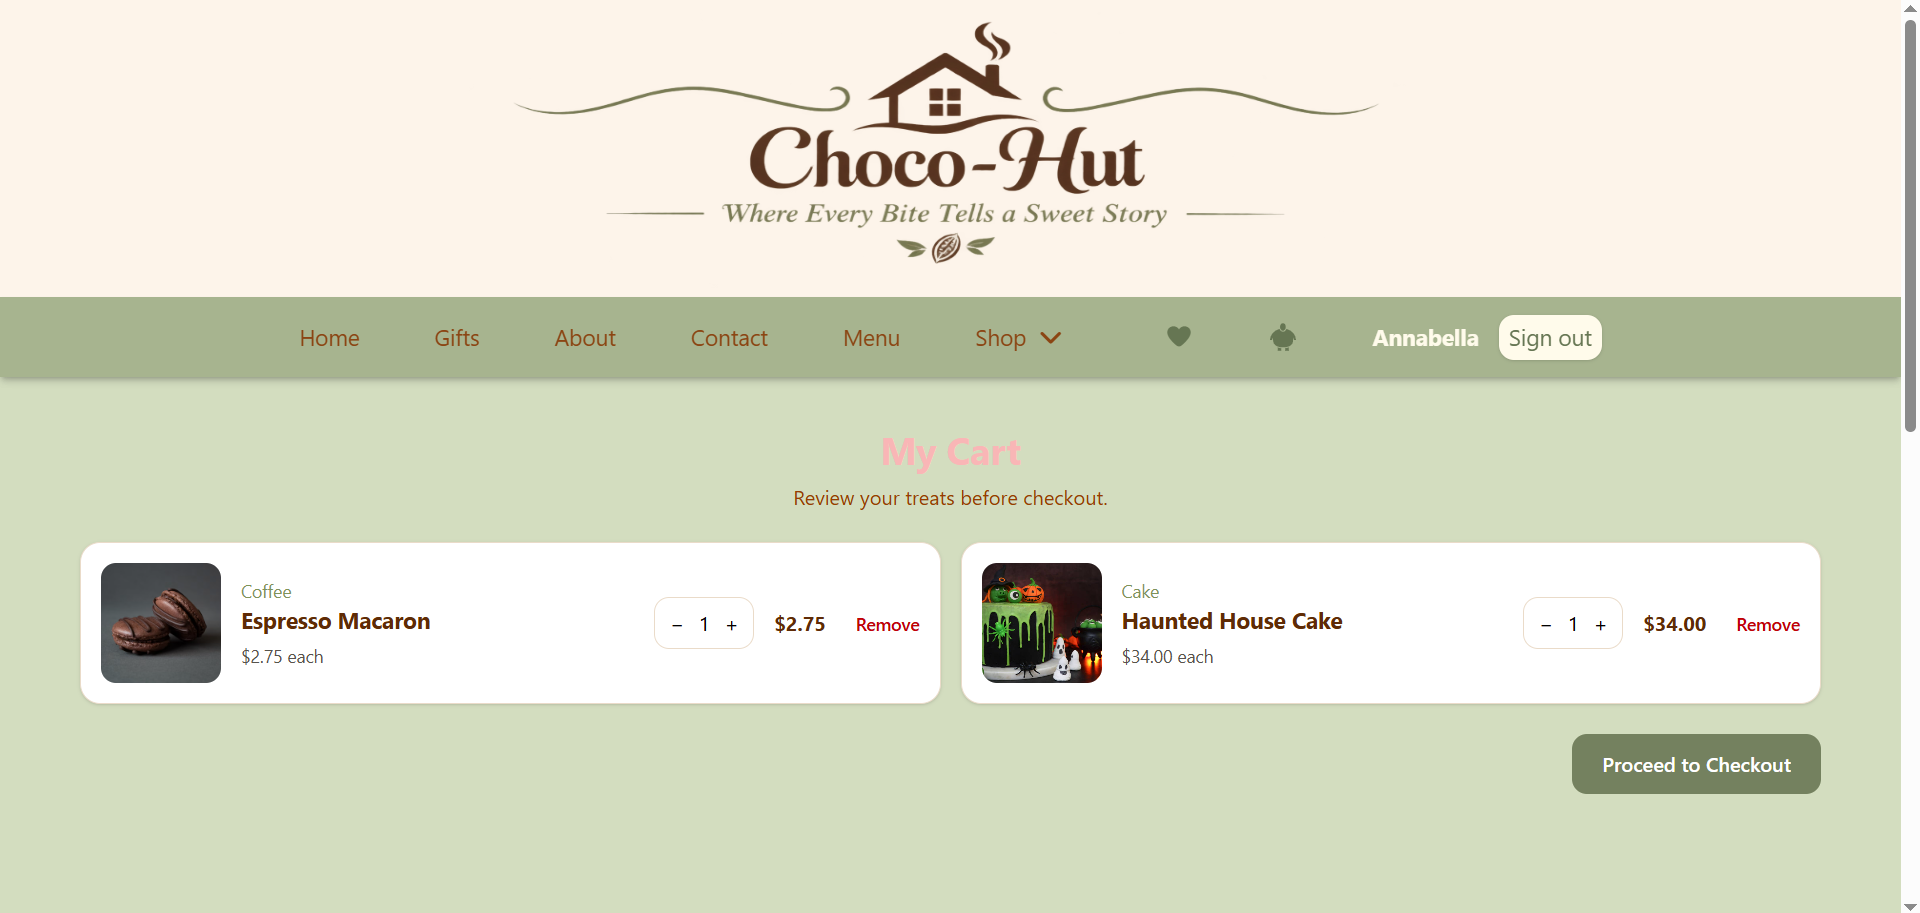 Choco-Hut
Where Every Bite Tells a Sweet Story
Home Gifts About Contact Menu Shop Annabella Sign out
My Cart
Review your treats before checkout.
Coffee
Espresso Macaron
$2.75 each
− 1 + $2.75 Remove
Cake
Haunted House Cake
$34.00 each
− 1 + $34.00 Remove
Proceed to Checkout